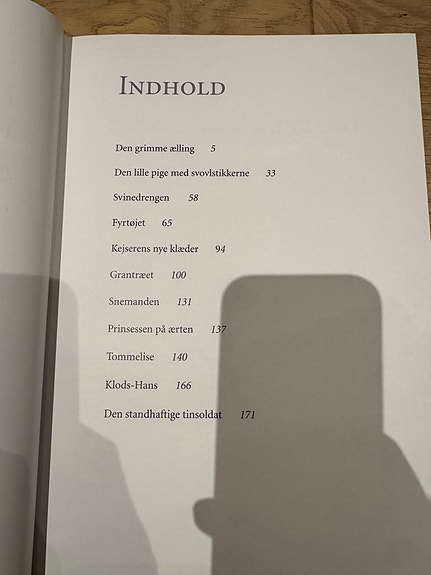 INDHOLD
Den grimme ælling 5
Den lille pige med svovlstikkerne 33
Svinedrengen 58
Fyrtøjet 65
Kejserens nye klæder 94
Grantræet 100
Snemanden 131
Prinsessen på ærten 137
Tommelise 140
Klods-Hans 166
Den standhaftige tinsoldat 171